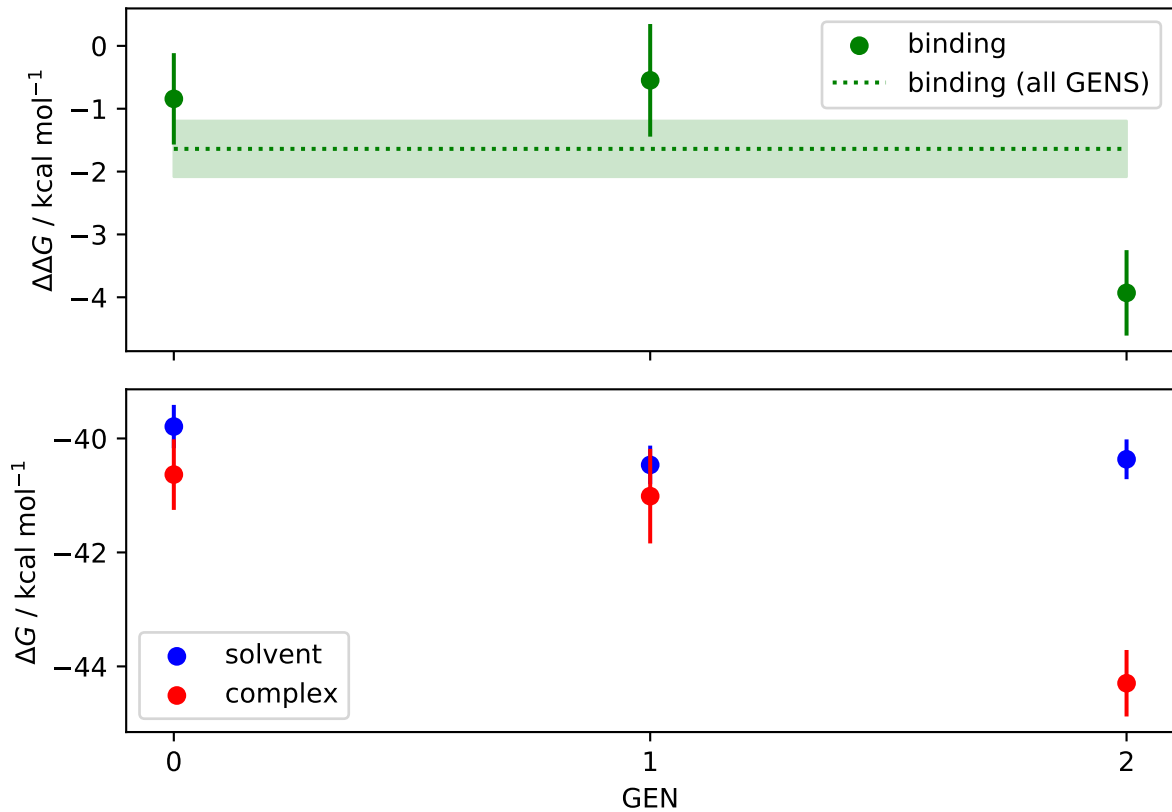 0
−1
−2
−3
−4
ΔΔG / kcal mol⁻¹
binding
binding (all GENS)
−40
−42
−44
ΔG / kcal mol⁻¹
solvent
complex
0 1 2
GEN